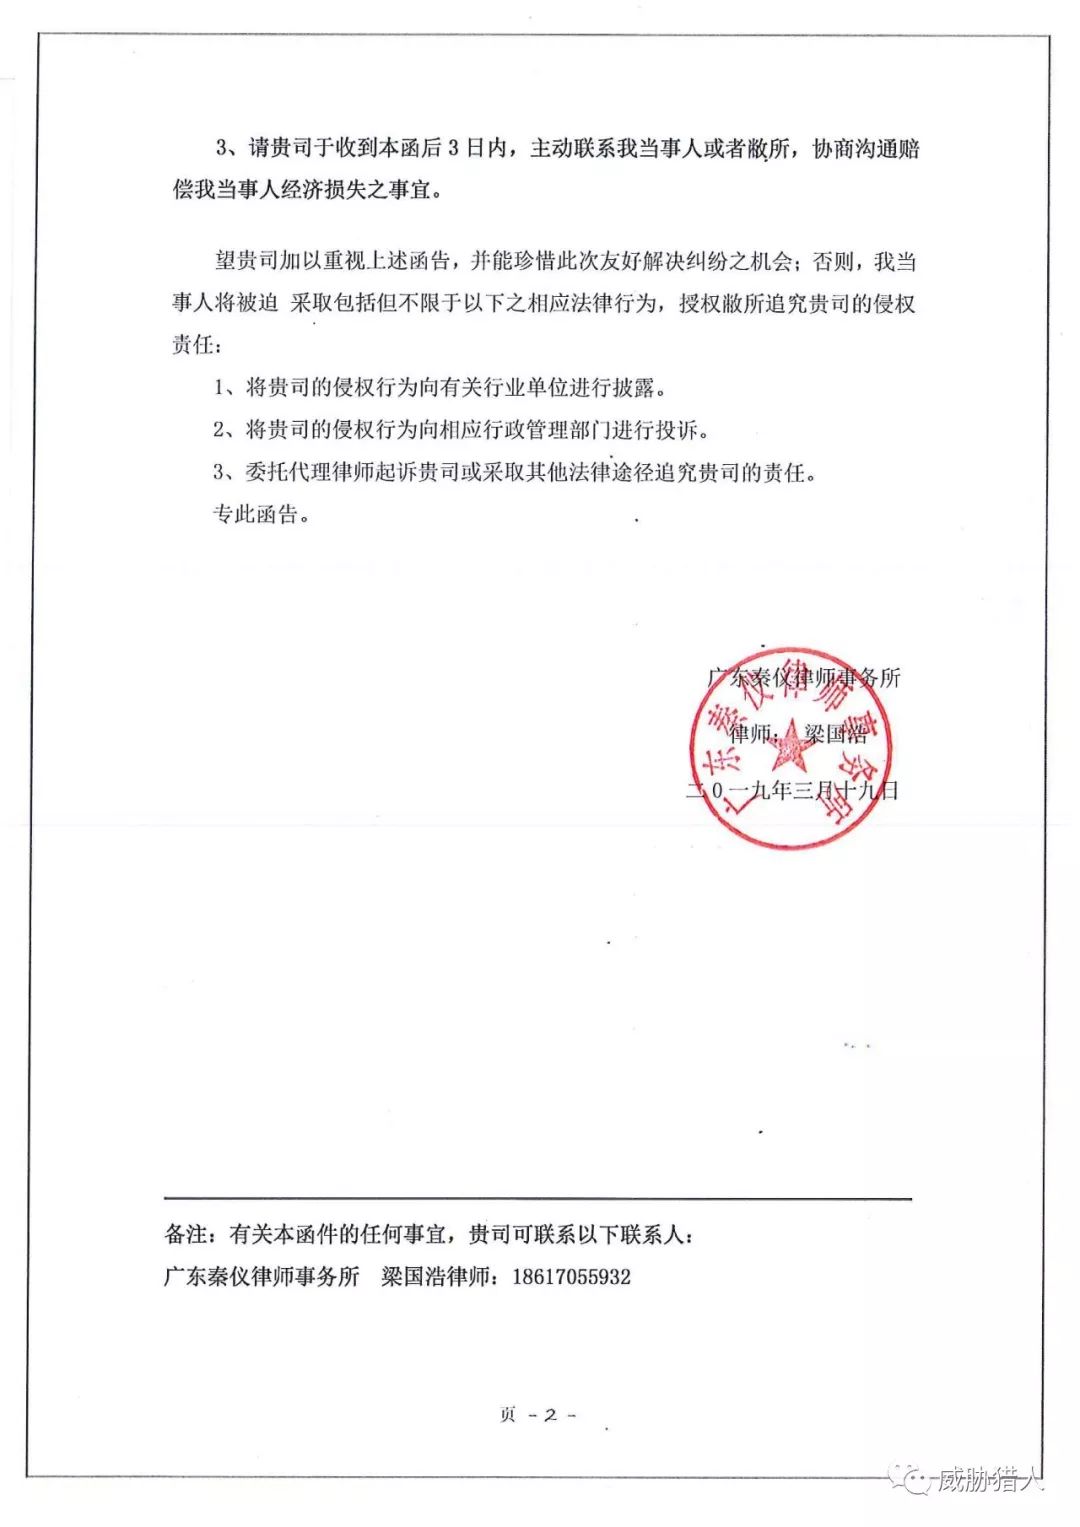 3、请贵司于收到本函后3日内，主动联系我当事人或者敝所，协商沟通赔
偿我当事人经济损失之事宜。
望贵司加以重视上述函告，并能珍惜此次友好解决纠纷之机会；否则，我当
事人将被迫 采取包括但不限于以下之相应法律行为，授权敝所追究贵司的侵权
责任：
1、将贵司的侵权行为向有关行业单位进行披露。
2、将贵司的侵权行为向相应行政管理部门进行投诉。
3、委托代理律师起诉贵司或采取其他法律途径追究贵司的责任。
专此函告。
广东秦仪律师事务所
律师： 梁国浩
二0一九年三月十九日
广东秦仪律师事务所
备注：有关本函件的任何事宜，贵司可联系以下联系人：
广东秦仪律师事务所 梁国浩律师：18617055932
页 -2-
威胁猎人